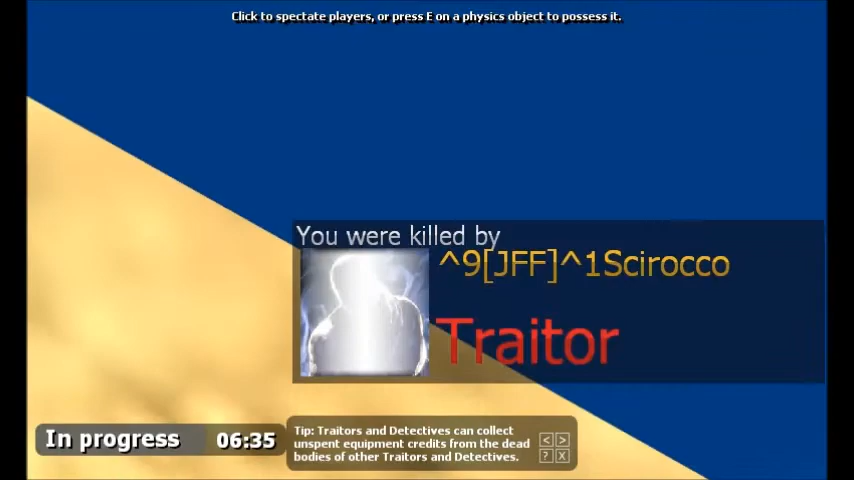 Click to spectate players, or press E on a physics object to possess it.
You were killed by
^9[JFF]^1Scirocco
Traitor
In progress 06:35
Tip: Traitors and Detectives can collect
unspent equipment credits from the dead
bodies of other Traitors and Detectives.
< >
? X